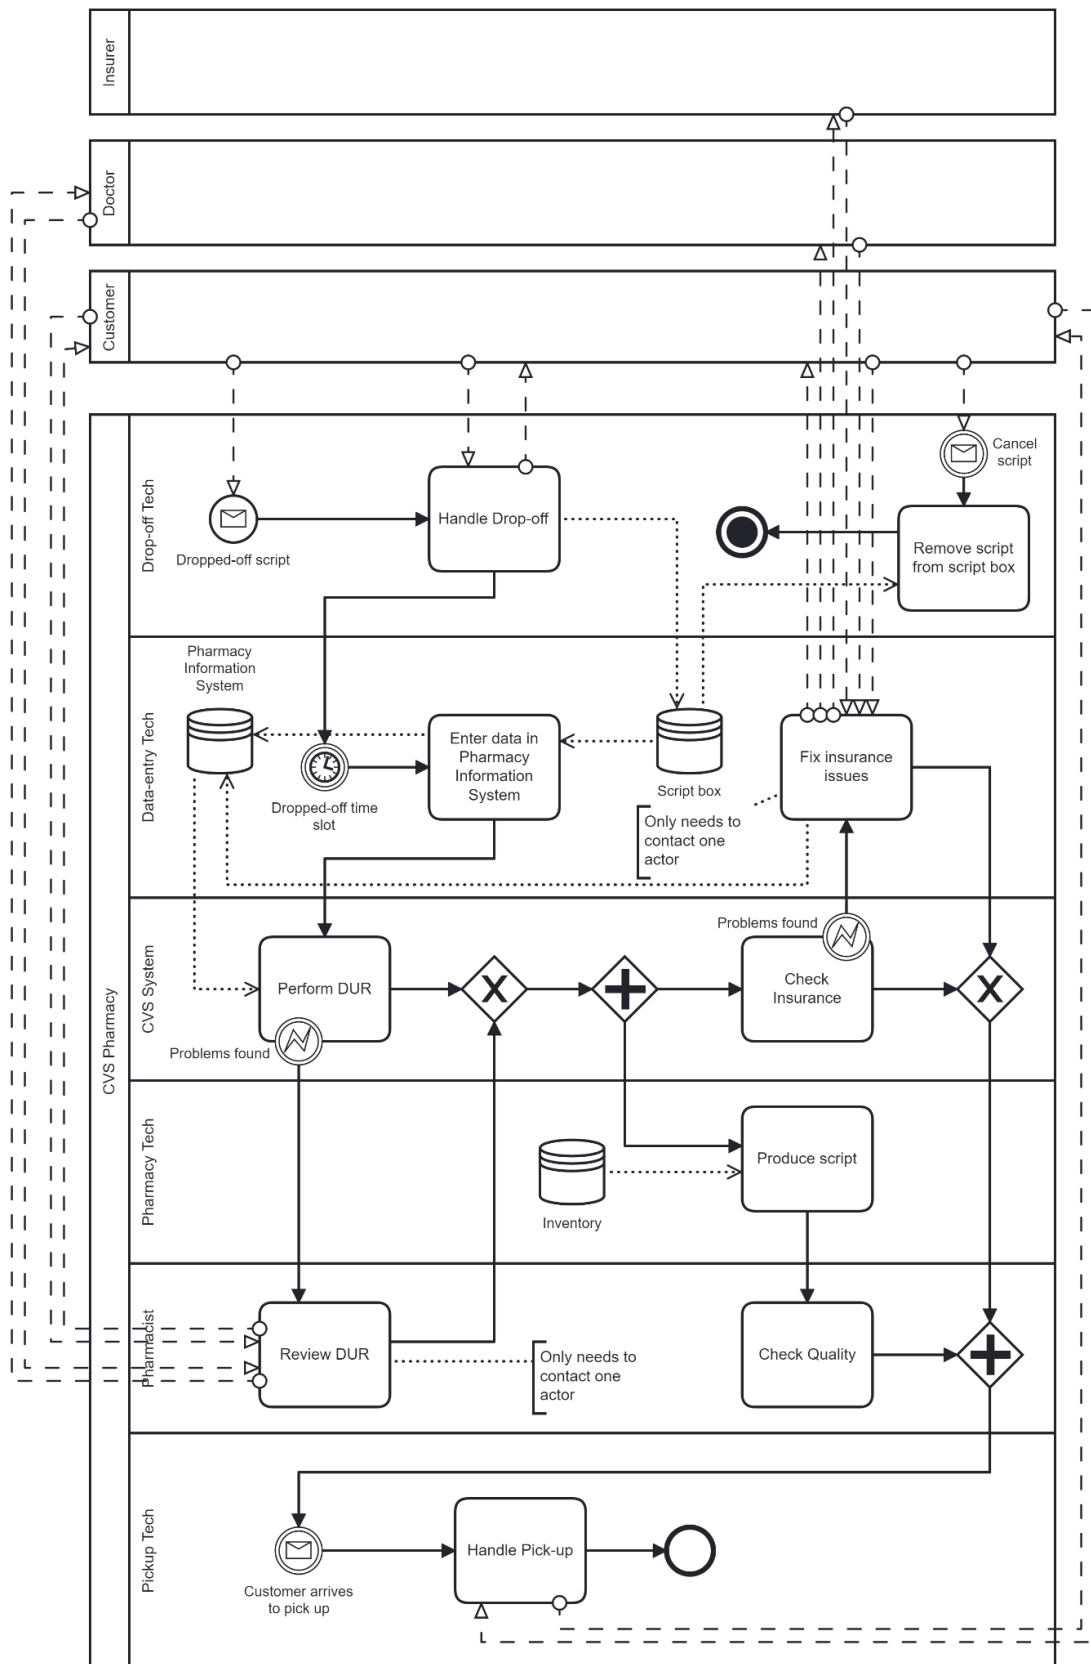 Insurer
Doctor
Customer
CVS Pharmacy
Drop-off Tech
Cancel
script
Handle Drop-off
Dropped-off script
Remove script
from script box
Data-entry Tech
Pharmacy
Information
System
Enter data in
Pharmacy
Information
System
Dropped-off time
slot
Script box
Fix insurance
issues
Only needs to
contact one
actor
CVS System
Problems found
Perform DUR
X
Check
Insurance
X
Problems found
Pharmacy Tech
Produce script
Inventory
Pharmacist
Review DUR
Only needs to
contact one
actor
Check Quality
Pickup Tech
Handle Pick-up
Customer arrives
to pick up